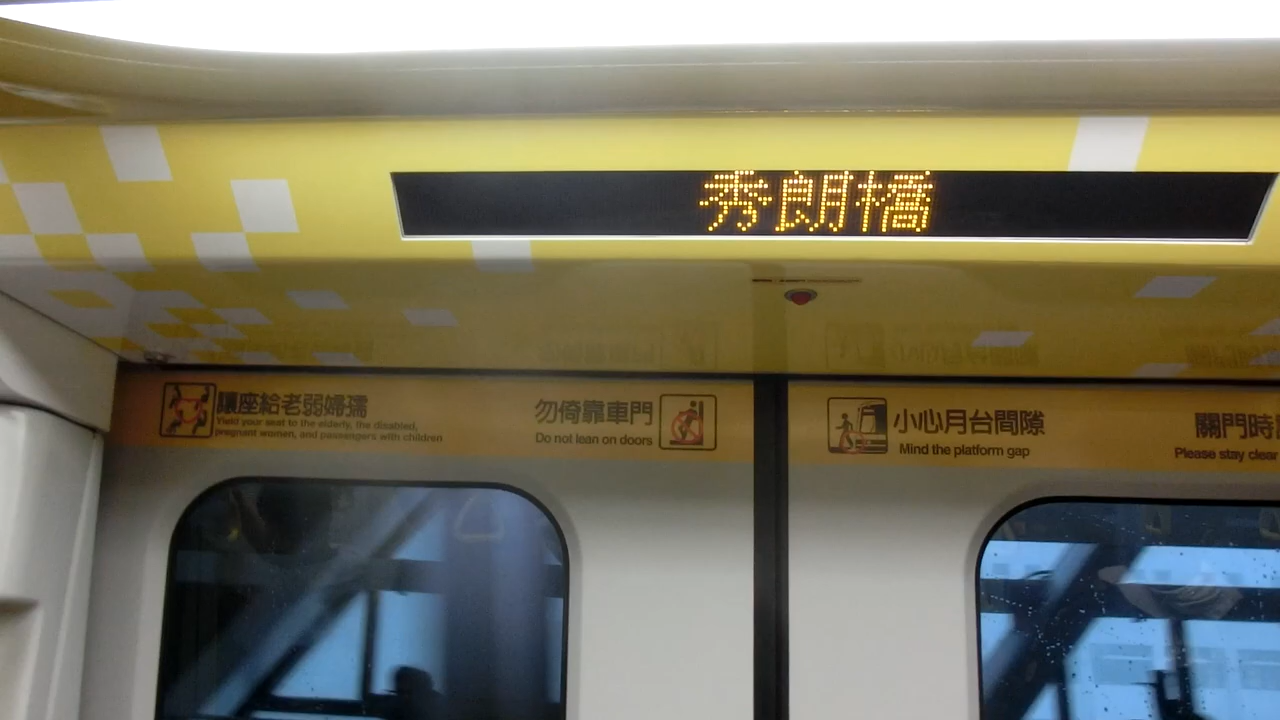 秀朗橋
讓座給老弱婦孺
Yield your seat to the elderly, the disabled,
pregnant women, and passengers with children
勿倚靠車門
Do not lean on doors
小心月台間隙
Mind the platform gap
關門時
Please stay clear